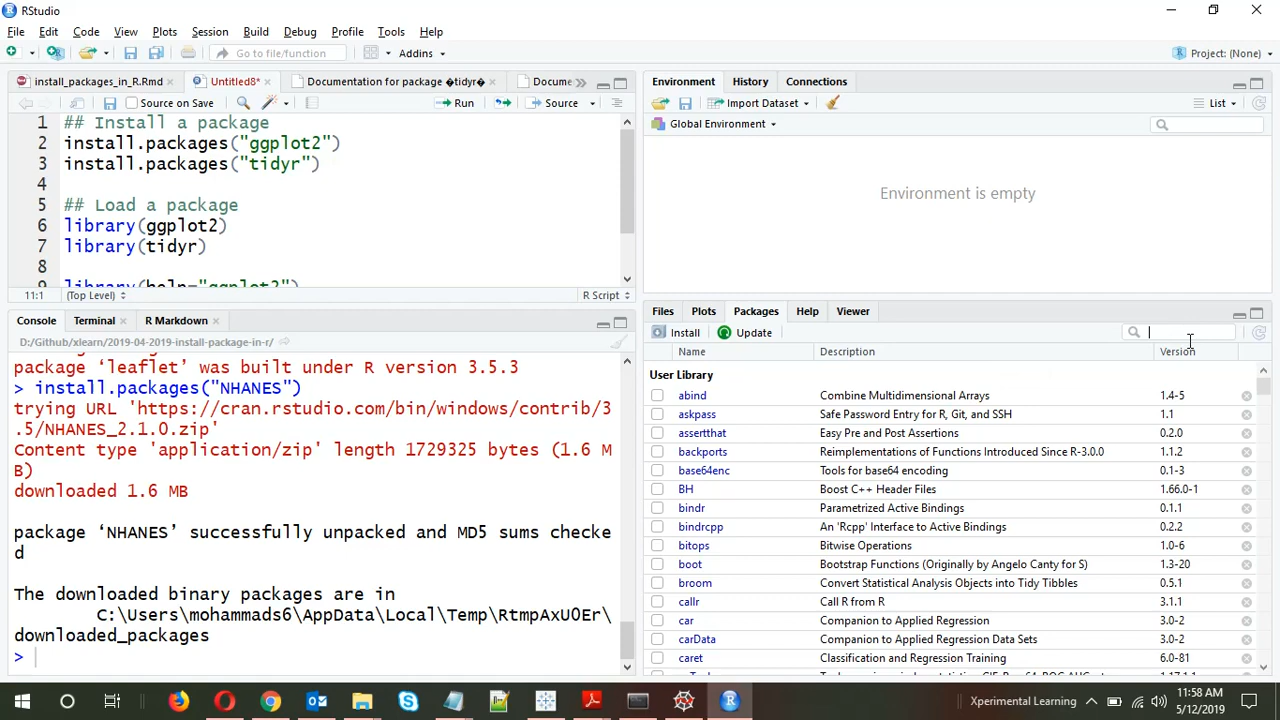 RStudio
File Edit Code View Plots Session Build Debug Profile Tools Help
Go to file/function Addins Project: (None)
install_packages_in_R.Rmd Untitled8* Documentation for package �tidyr� Docume
Source on Save Run Source
1 ## Install a package
2 install.packages("ggplot2")
3 install.packages("tidyr")
4
5 ## Load a package
6 library(ggplot2)
7 library(tidyr)
8
9 library(help="ggplot2")
11:1 (Top Level) R Script
Console Terminal R Markdown
D:/Github/xlearn/2019-04-2019-install-package-in-r/
package ‘leaflet’ was built under R version 3.5.3
> install.packages("NHANES")
trying URL 'https://cran.rstudio.com/bin/windows/contrib/3
.5/NHANES_2.1.0.zip'
Content type 'application/zip' length 1729325 bytes (1.6 M
B)
downloaded 1.6 MB
package ‘NHANES’ successfully unpacked and MD5 sums checke
d
The downloaded binary packages are in
C:\Users\mohammads6\AppData\Local\Temp\RtmpAxU0Er\
downloaded_packages
>
Environment History Connections
Import Dataset List
Global Environment
Environment is empty
Files Plots Packages Help Viewer
Install Update
Name Description Version
User Library
abind Combine Multidimensional Arrays 1.4-5
askpass Safe Password Entry for R, Git, and SSH 1.1
assertthat Easy Pre and Post Assertions 0.2.0
backports Reimplementations of Functions Introduced Since R-3.0.0 1.1.2
base64enc Tools for base64 encoding 0.1-3
BH Boost C++ Header Files 1.66.0-1
bindr Parametrized Active Bindings 0.1.1
bindrcpp An 'Rcpp' Interface to Active Bindings 0.2.2
bitops Bitwise Operations 1.0-6
boot Bootstrap Functions (Originally by Angelo Canty for S) 1.3-20
broom Convert Statistical Analysis Objects into Tidy Tibbles 0.5.1
callr Call R from R 3.1.1
car Companion to Applied Regression 3.0-2
carData Companion to Applied Regression Data Sets 3.0-2
caret Classification and Regression Training 6.0-81
Xperimental Learning
11:58 AM
5/12/2019